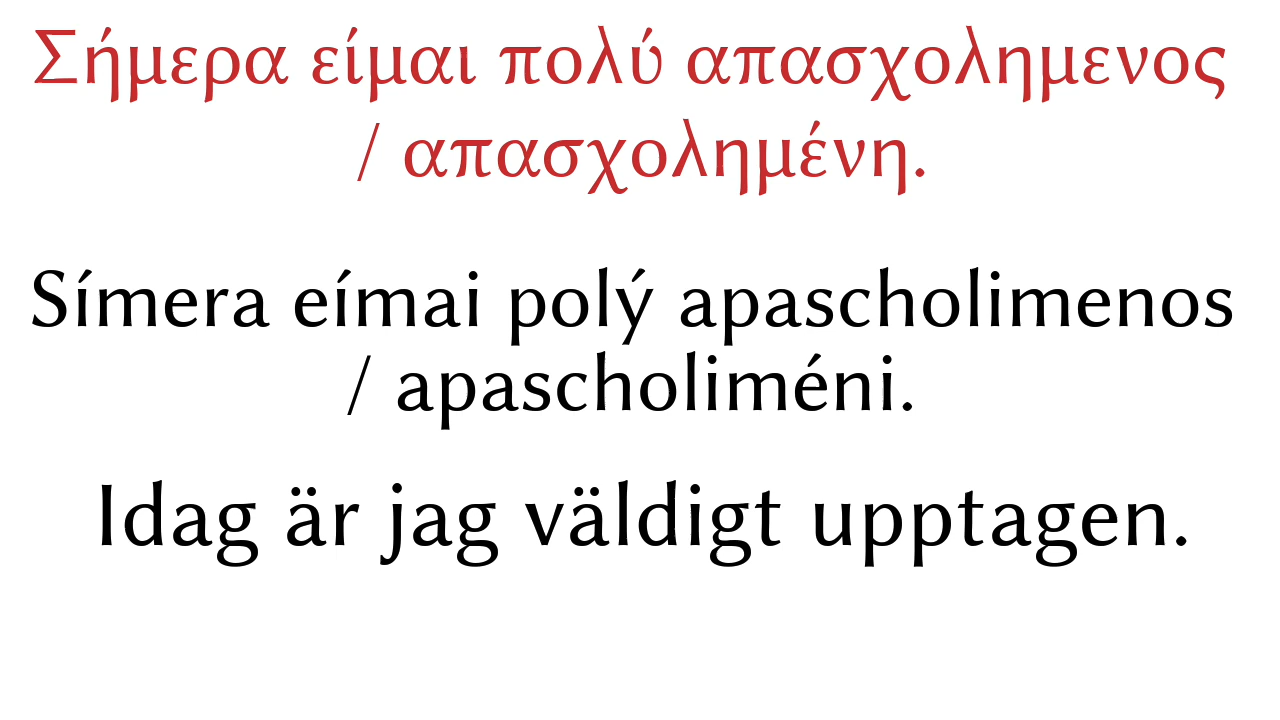 Σήμερα είμαι πολύ απασχολημενος
/ απασχολημένη.
Símera eímai polý apascholimenos
/ apascholiméni.
Idag är jag väldigt upptagen.